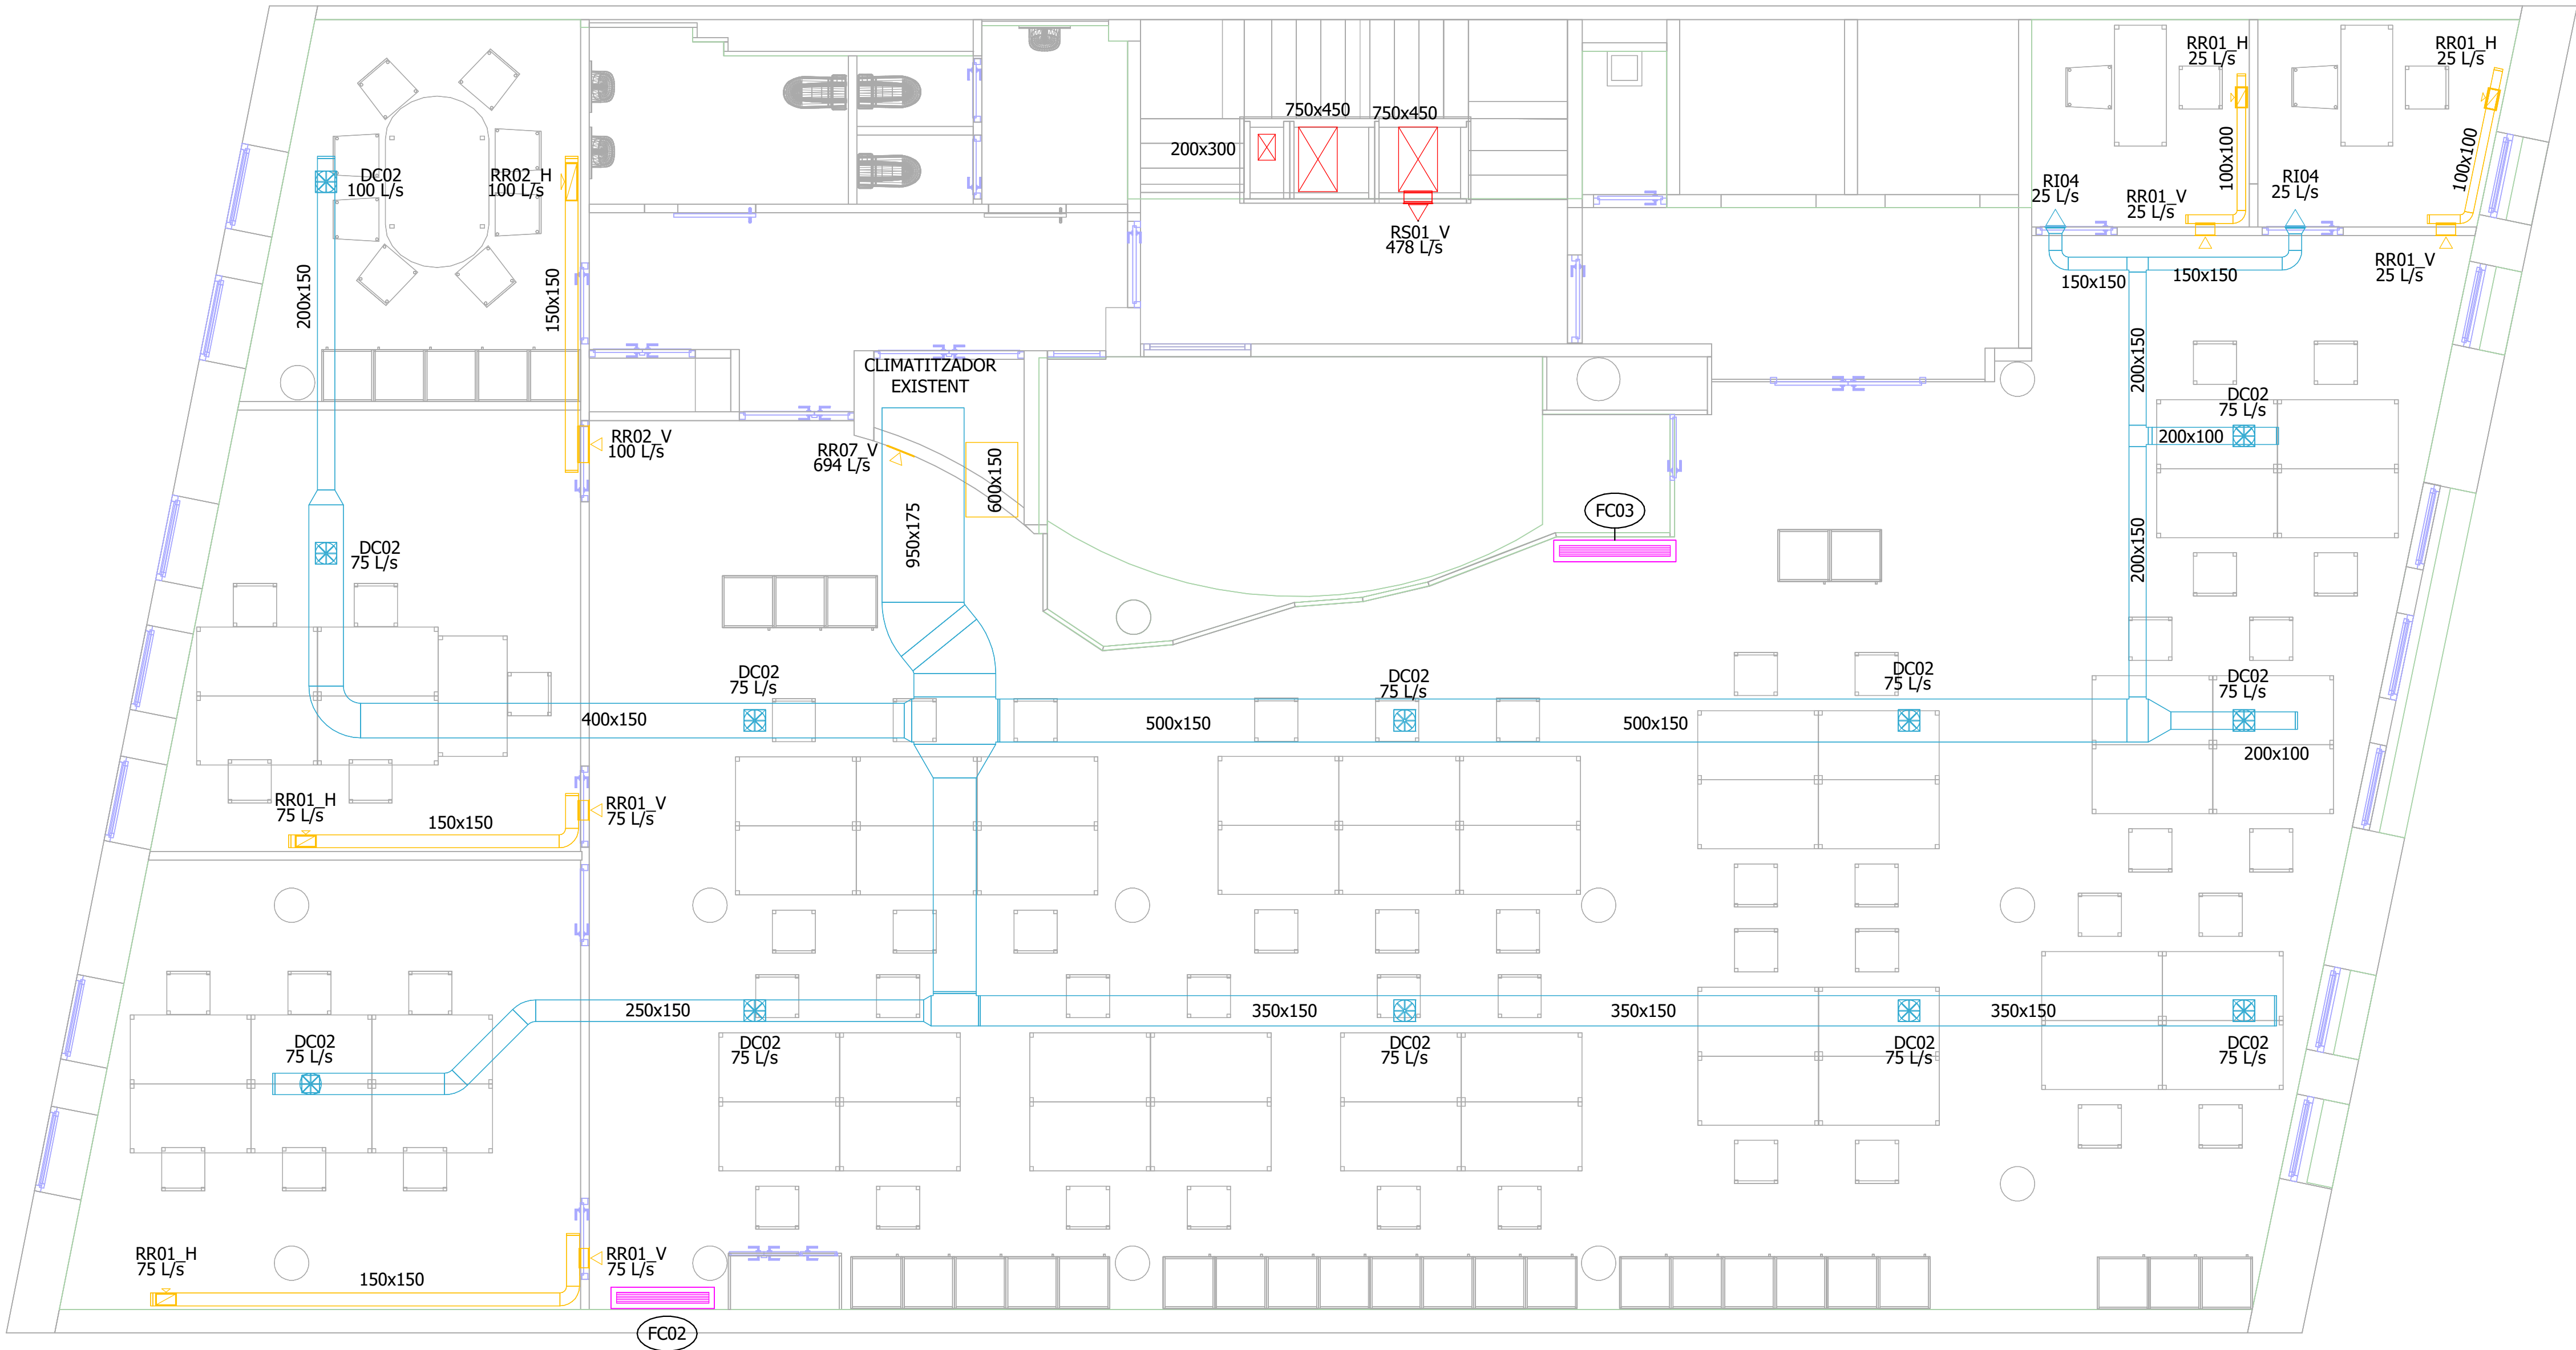 RR01_H
25 L/s
RR01_H
25 L/s
750x450
750x450
200x300
100x100
100x100
DC02
100 L/s
RR02_H
100 L/s
RI04
25 L/s
RR01_V
25 L/s
RI04
25 L/s
RS01_V
478 L/s
RR01_V
25 L/s
150x150
150x150
200x150
150x150
200x150
CLIMATITZADOR
EXISTENT
DC02
75 L/s
200x100
RR02_V
100 L/s
RR07_V
694 L/s
600x150
950x175
FC03
200x150
DC02
75 L/s
DC02
75 L/s
DC02
75 L/s
DC02
75 L/s
DC02
75 L/s
400x150
500x150
500x150
200x100
RR01_H
75 L/s
150x150
RR01_V
75 L/s
250x150
350x150
350x150
350x150
DC02
75 L/s
DC02
75 L/s
DC02
75 L/s
DC02
75 L/s
DC02
75 L/s
RR01_H
75 L/s
150x150
RR01_V
75 L/s
FC02